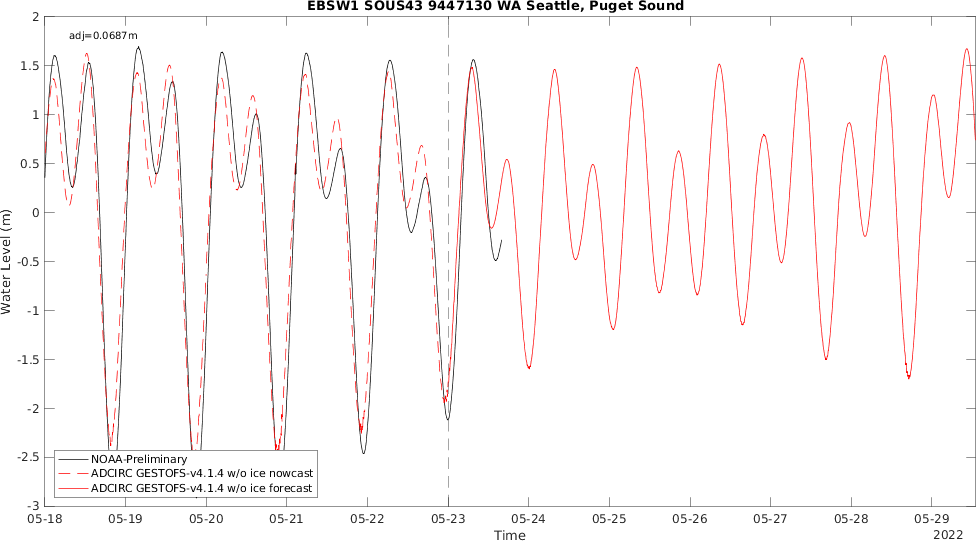 EBSW1 SOUS43 9447130 WA Seattle, Puget Sound
adj=0.0687m
2
1.5
1
0.5
0
-0.5
-1
-1.5
-2
-2.5
-3
Water Level (m)
NOAA-Preliminary
ADCIRC GESTOFS-v4.1.4 w/o ice nowcast
ADCIRC GESTOFS-v4.1.4 w/o ice forecast
05-18 05-19 05-20 05-21 05-22 05-23 05-24 05-25 05-26 05-27 05-28 05-29
Time
2022